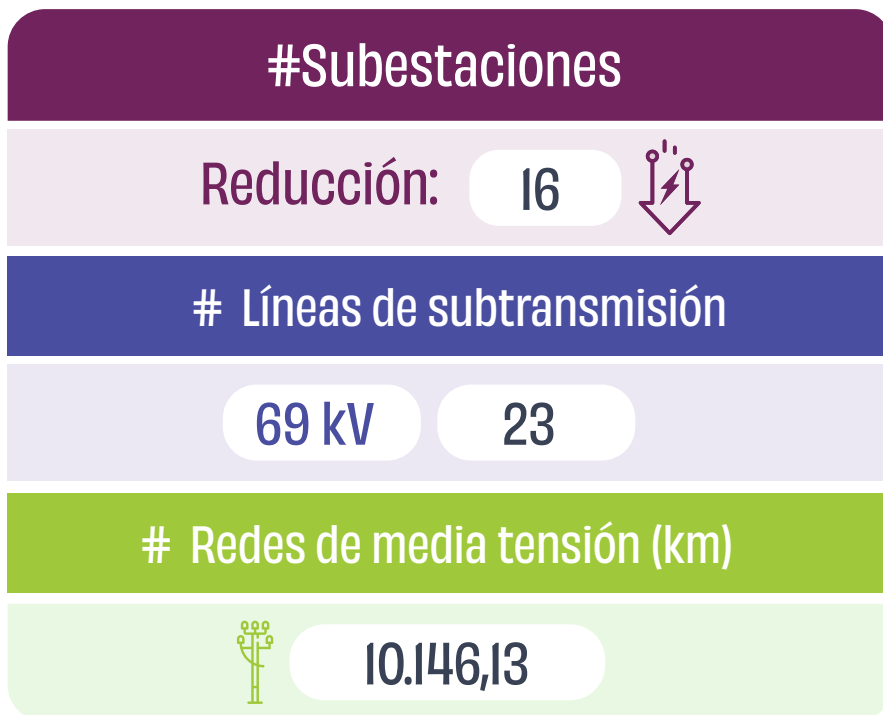 #Subestaciones
Reducción: 16
# Líneas de subtransmisión
69 kV 23
# Redes de media tensión (km)
10.146,13